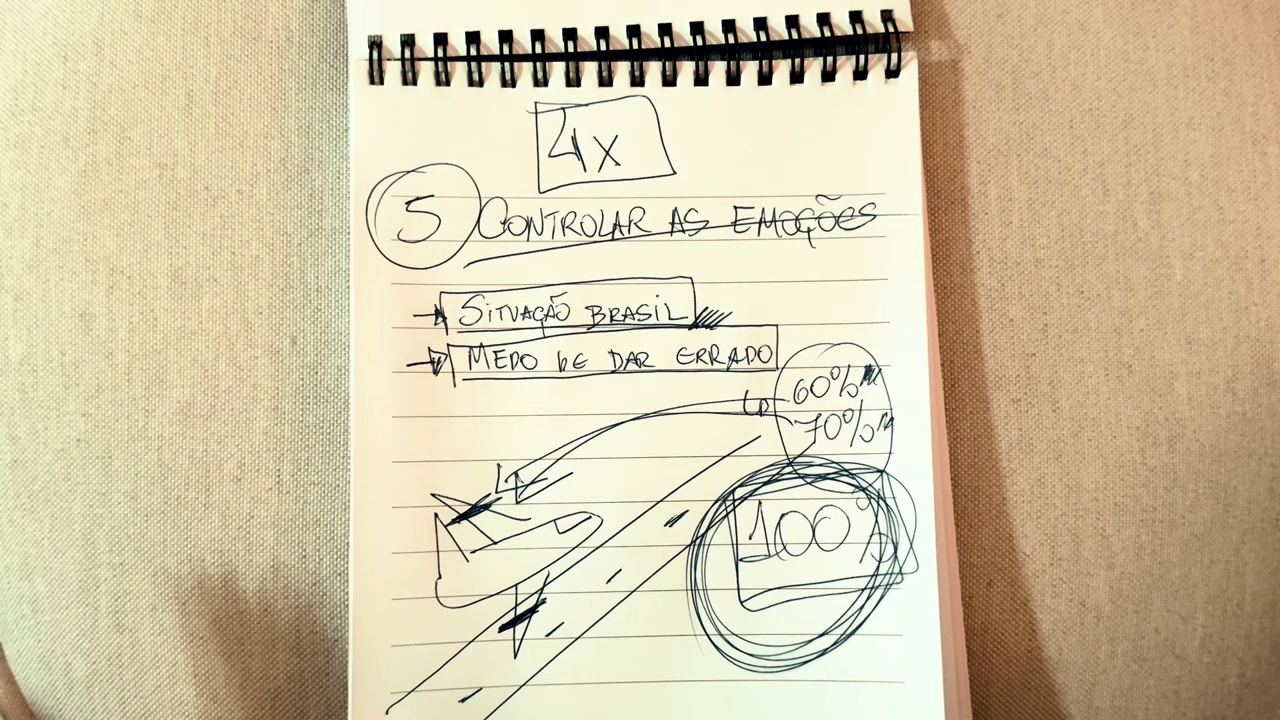 4x
5 CONTROLAR AS EMOÇÕES
SITUAÇÃO BRASIL
MEDO DE DAR ERRADO
60%
70%
100%